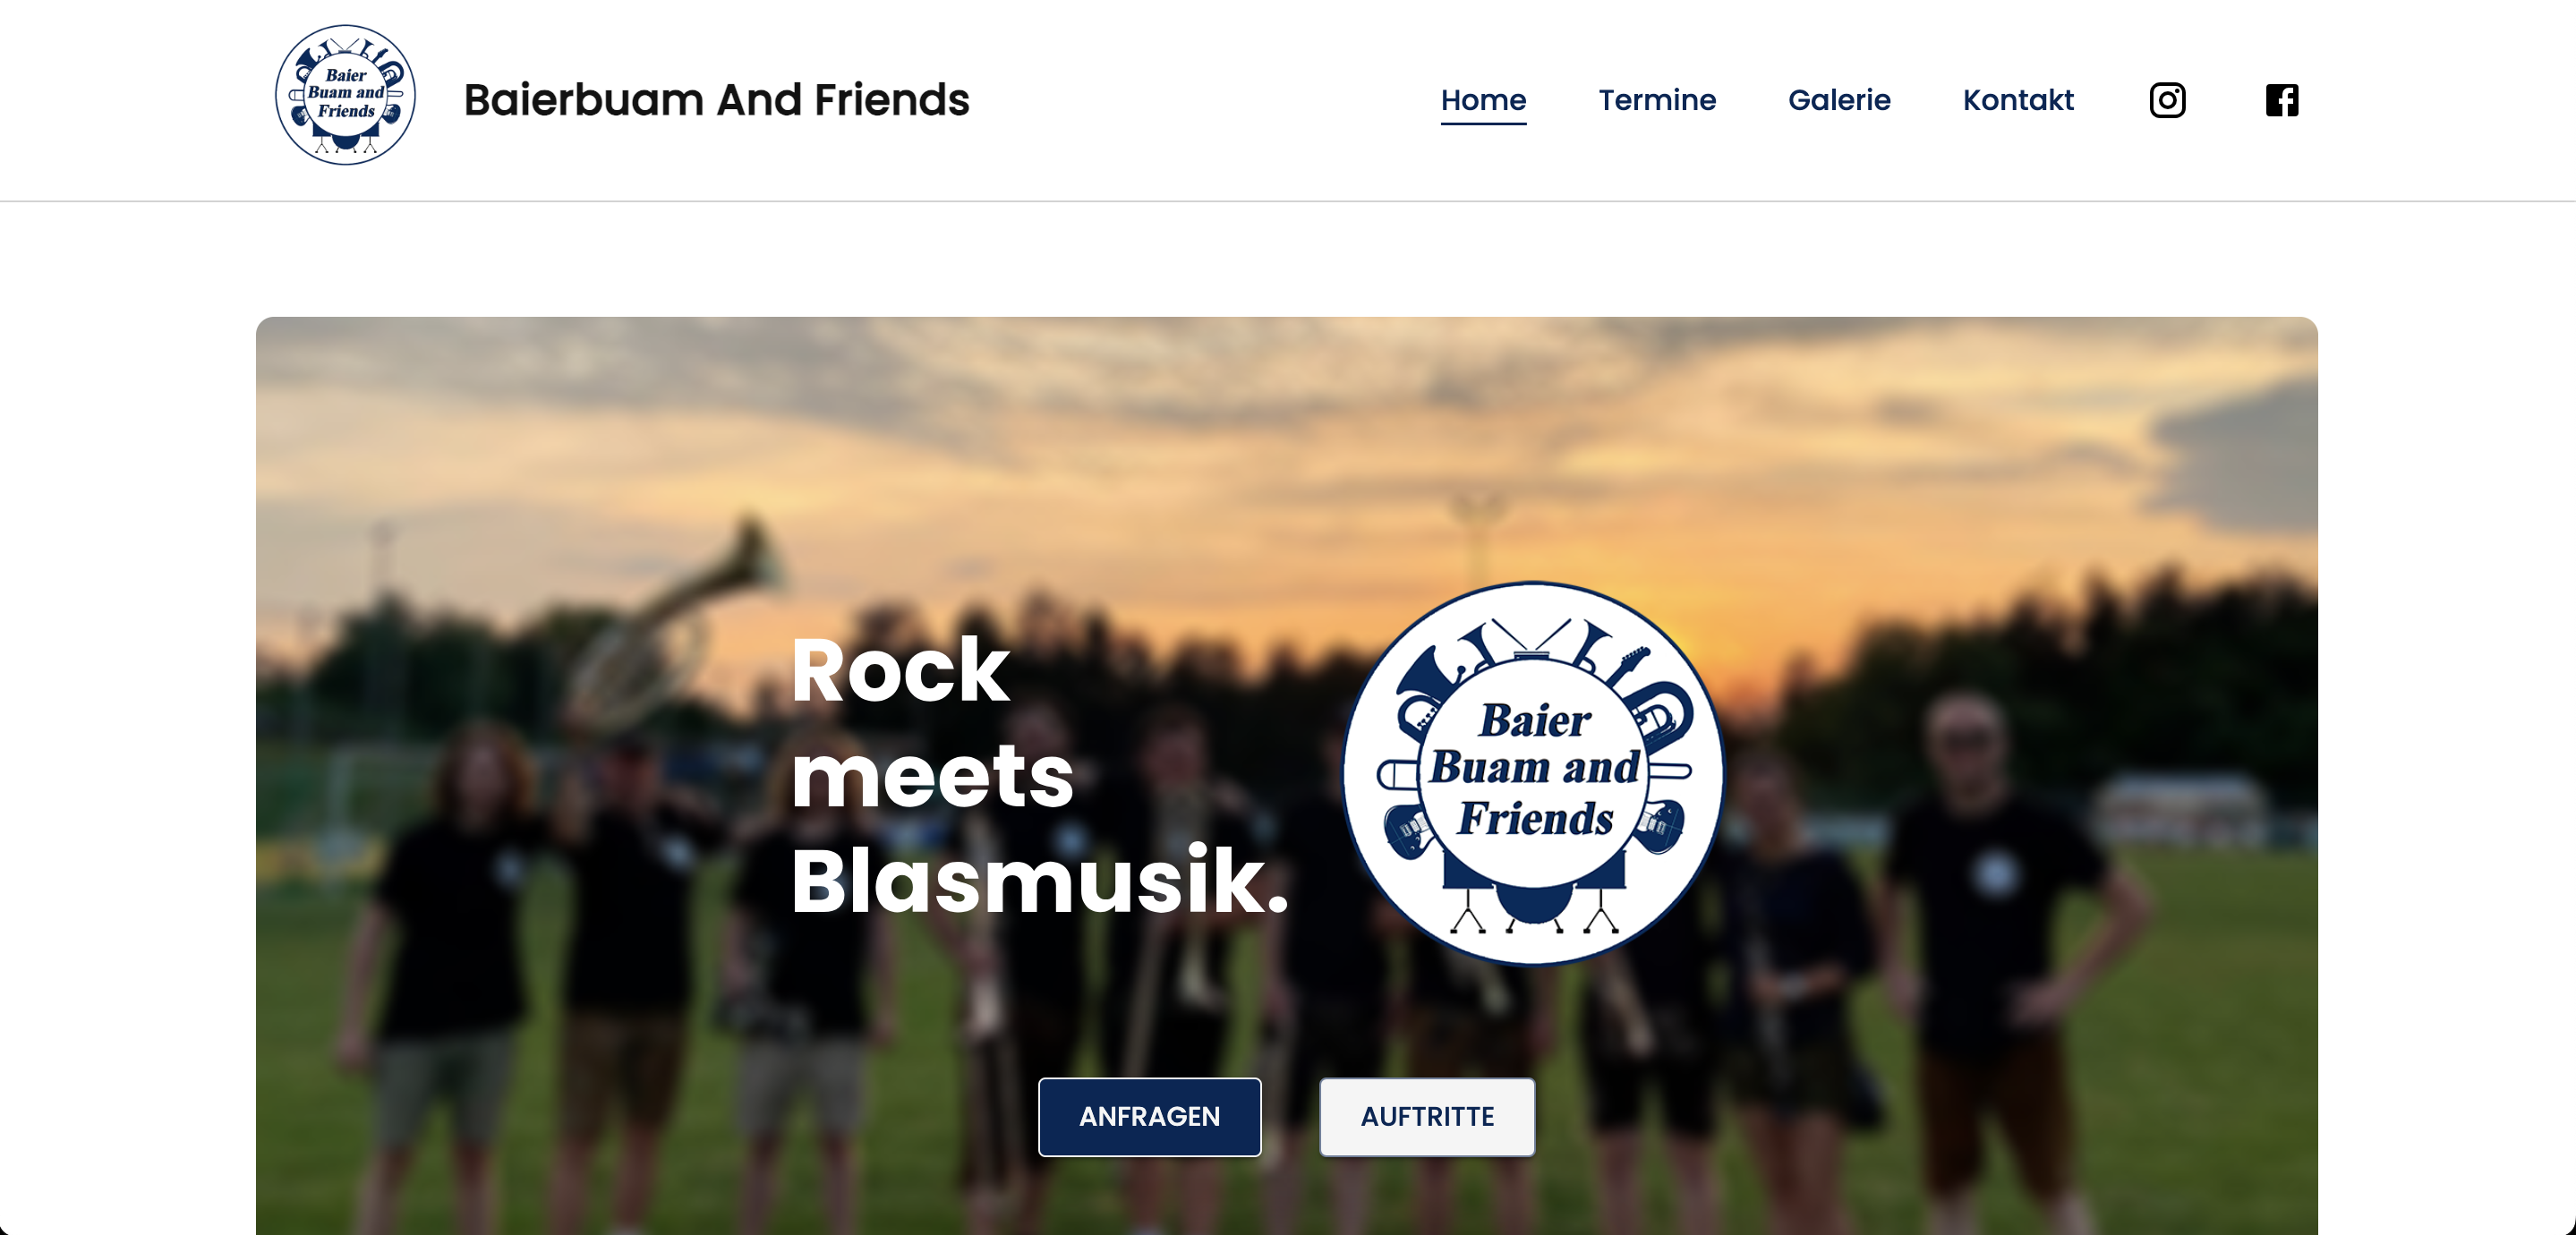 Baier
Buam and
Friends
Baierbuam And Friends
Home
Termine
Galerie
Kontakt
Rock
meets
Blasmusik.
Baier
Buam and
Friends
ANFRAGEN
AUFTRITTE